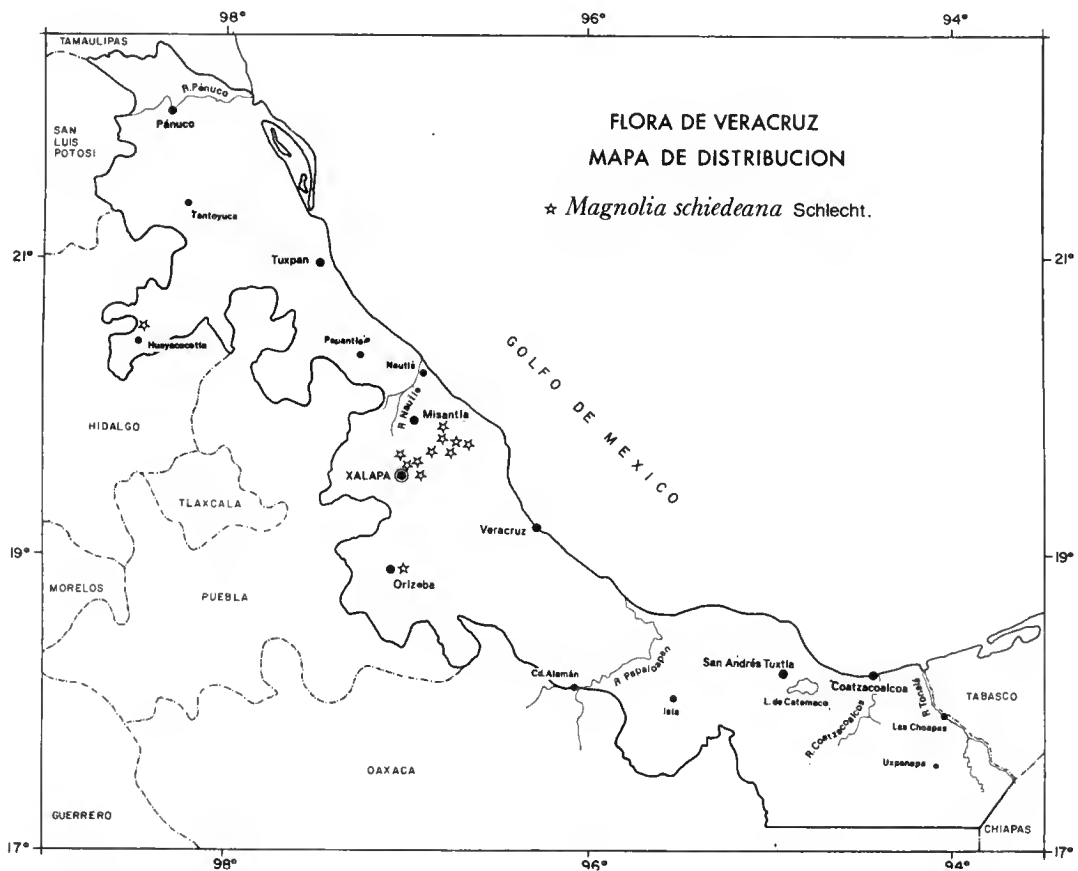 98° 96° 94°
TAMAULIPAS
R. Pánuco
Pánuco
SAN
LUIS
POTOSI
FLORA DE VERACRUZ
MAPA DE DISTRIBUCION
☆ Magnolia schiedeana Schlecht.
Tantoyuca
21° 21°
Tuxpan
Huayacocotla
Papantla
Nautla
GOLFO DE MEXICO
R. Nautla
Misantla
HIDALGO
XALAPA
TLAXCALA
Veracruz
19° 19°
MORELOS
PUEBLA
Orizaba
Cd. Alemán
R. Papaloapan
San Andrés Tuxtla
Coatzacoalcos
L. de Catemaco
R. Tonalá
TABASCO
Isla
R. Coatzacoalcos
Las Choapas
Uxpanapa
OAXACA
GUERRERO
CHIAPAS
17° 17°
98° 96° 94°